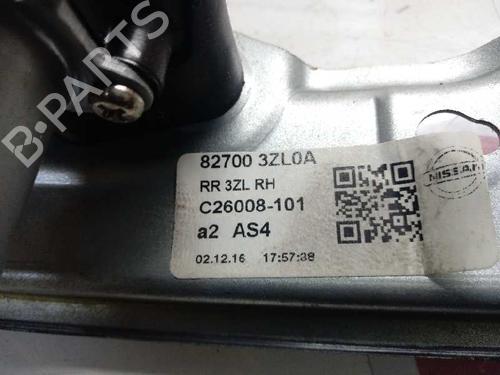 B-PARTS
82700 3ZL0A
NISSAN
RR 3ZL RH
C26008-101
a2 AS4
02.12.16 17:57:38